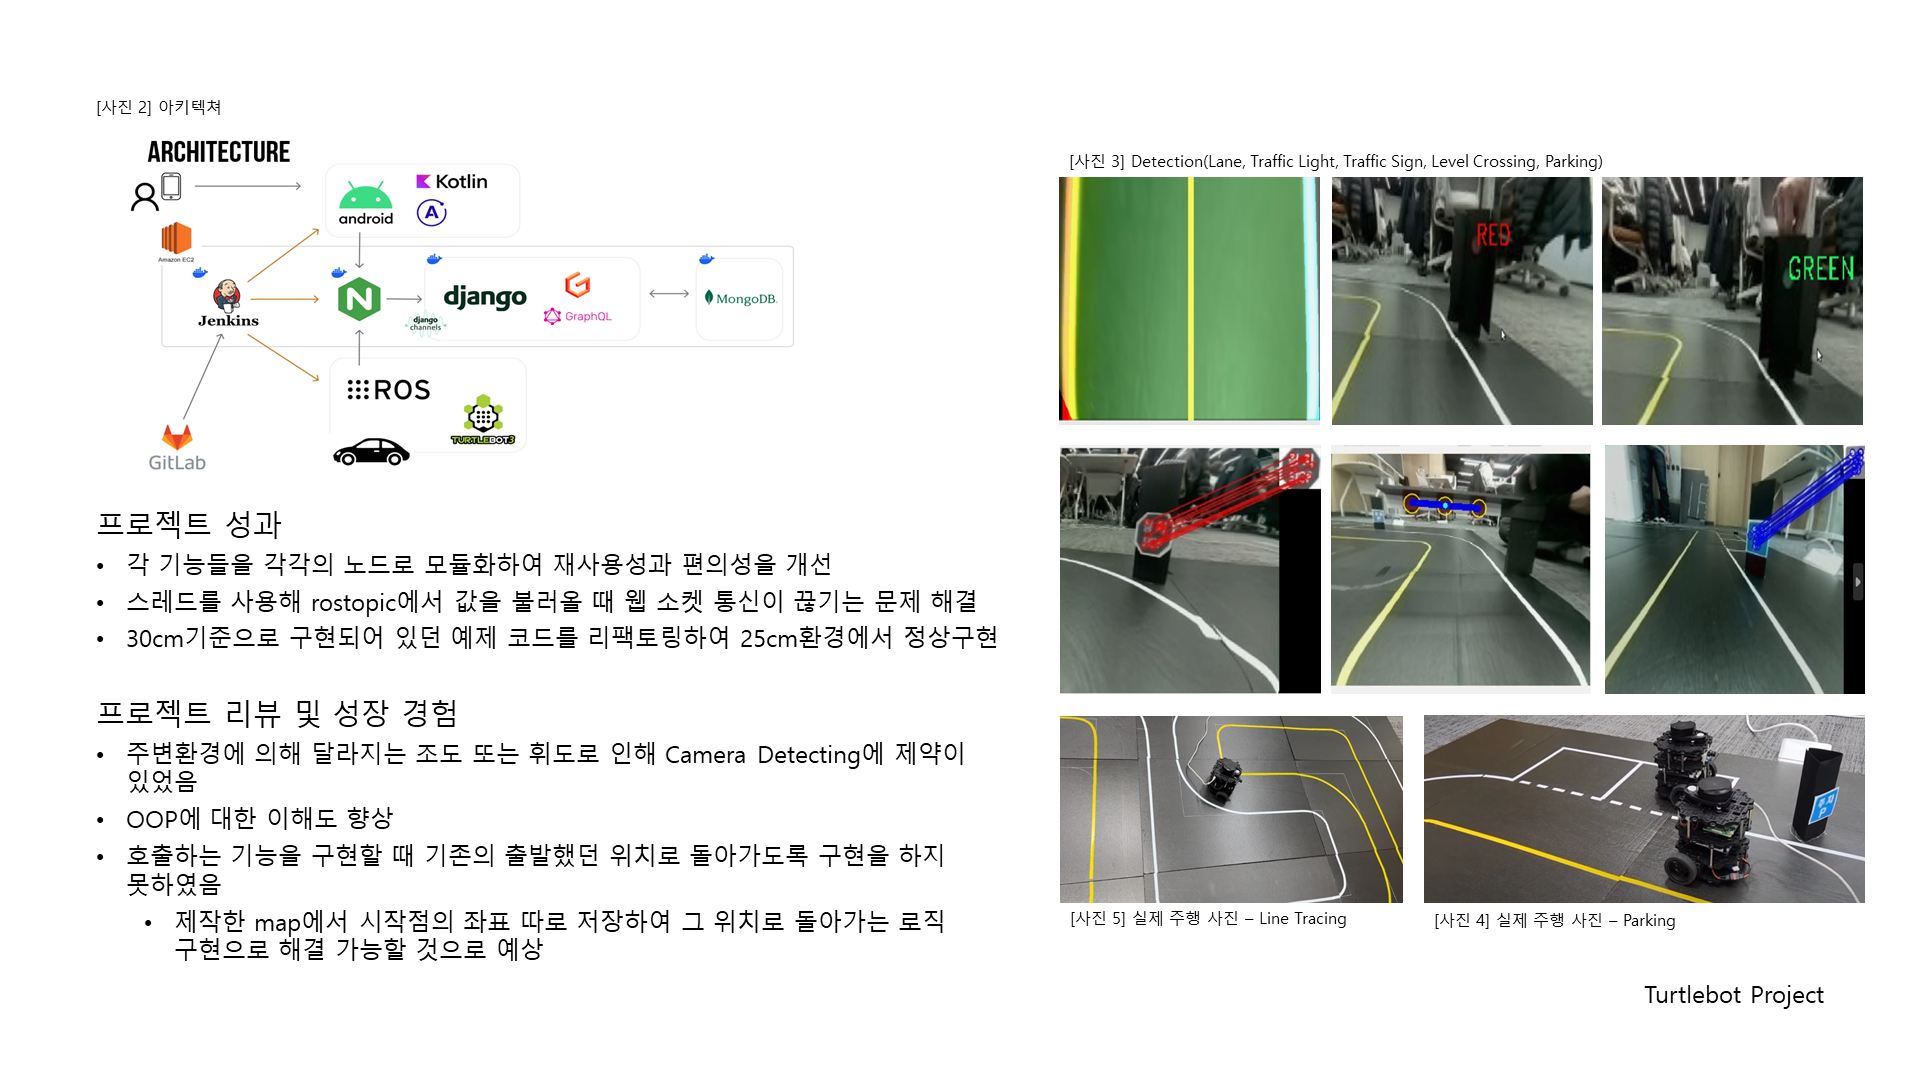 [사진 2] 아키텍쳐
ARCHITECTURE
android
Kotlin
Amazon EC2
Jenkins
django
django
channels
GraphQL
MongoDB.
ROS
TURTLEBOT3
GitLab
프로젝트 성과
• 각 기능들을 각각의 노드로 모듈화하여 재사용성과 편의성을 개선
• 스레드를 사용해 rostopic에서 값을 불러올 때 웹 소켓 통신이 끊기는 문제 해결
• 30cm기준으로 구현되어 있던 예제 코드를 리팩토링하여 25cm환경에서 정상구현
프로젝트 리뷰 및 성장 경험
• 주변환경에 의해 달라지는 조도 또는 휘도로 인해 Camera Detecting에 제약이
있었음
• OOP에 대한 이해도 향상
• 호출하는 기능을 구현할 때 기존의 출발했던 위치로 돌아가도록 구현을 하지
못하였음
• 제작한 map에서 시작점의 좌표 따로 저장하여 그 위치로 돌아가는 로직
구현으로 해결 가능할 것으로 예상
[사진 3] Detection(Lane, Traffic Light, Traffic Sign, Level Crossing, Parking)
RED
GREEN
주차
P
[사진 5] 실제 주행 사진 – Line Tracing
[사진 4] 실제 주행 사진 – Parking
Turtlebot Project